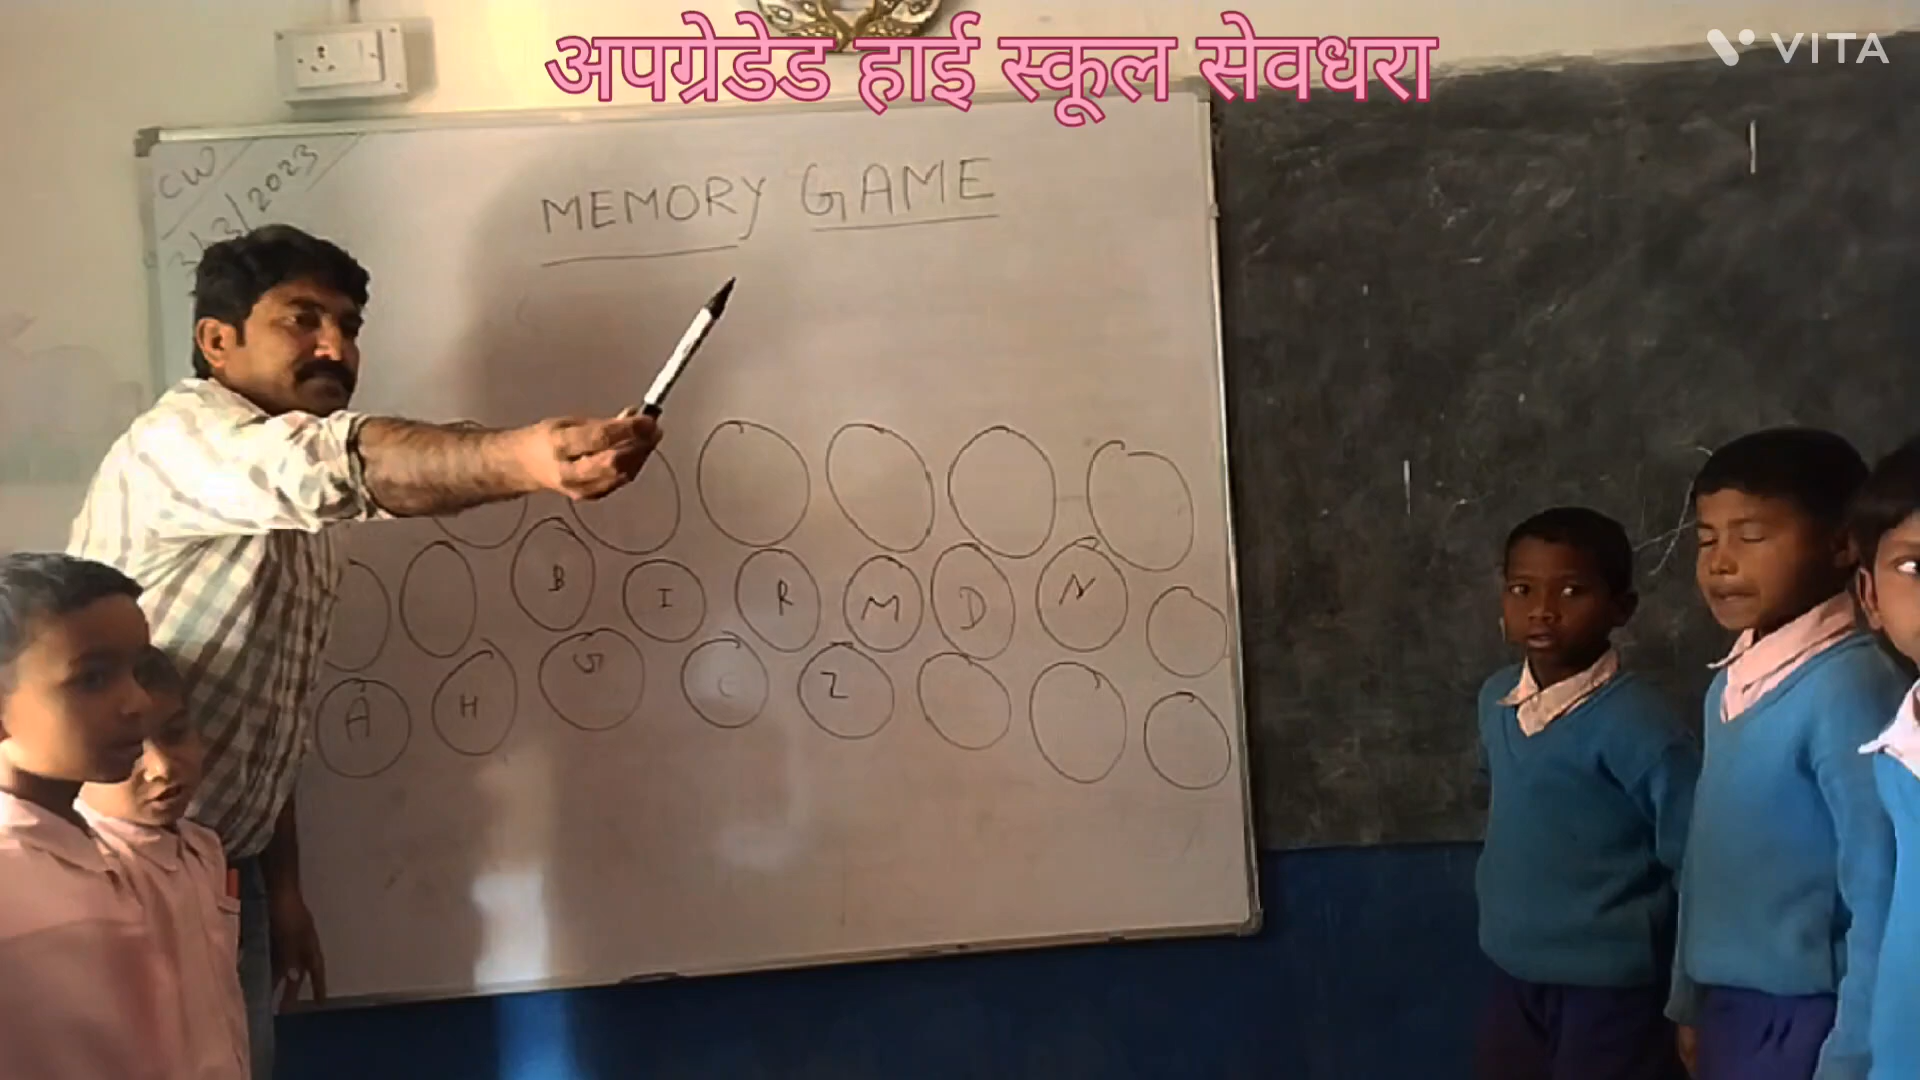 अपग्रेडेड हाई स्कूल सेवधरा
VITA
CW
3/3/2023
MEMORY GAME
B I R M D N
A H J C Z